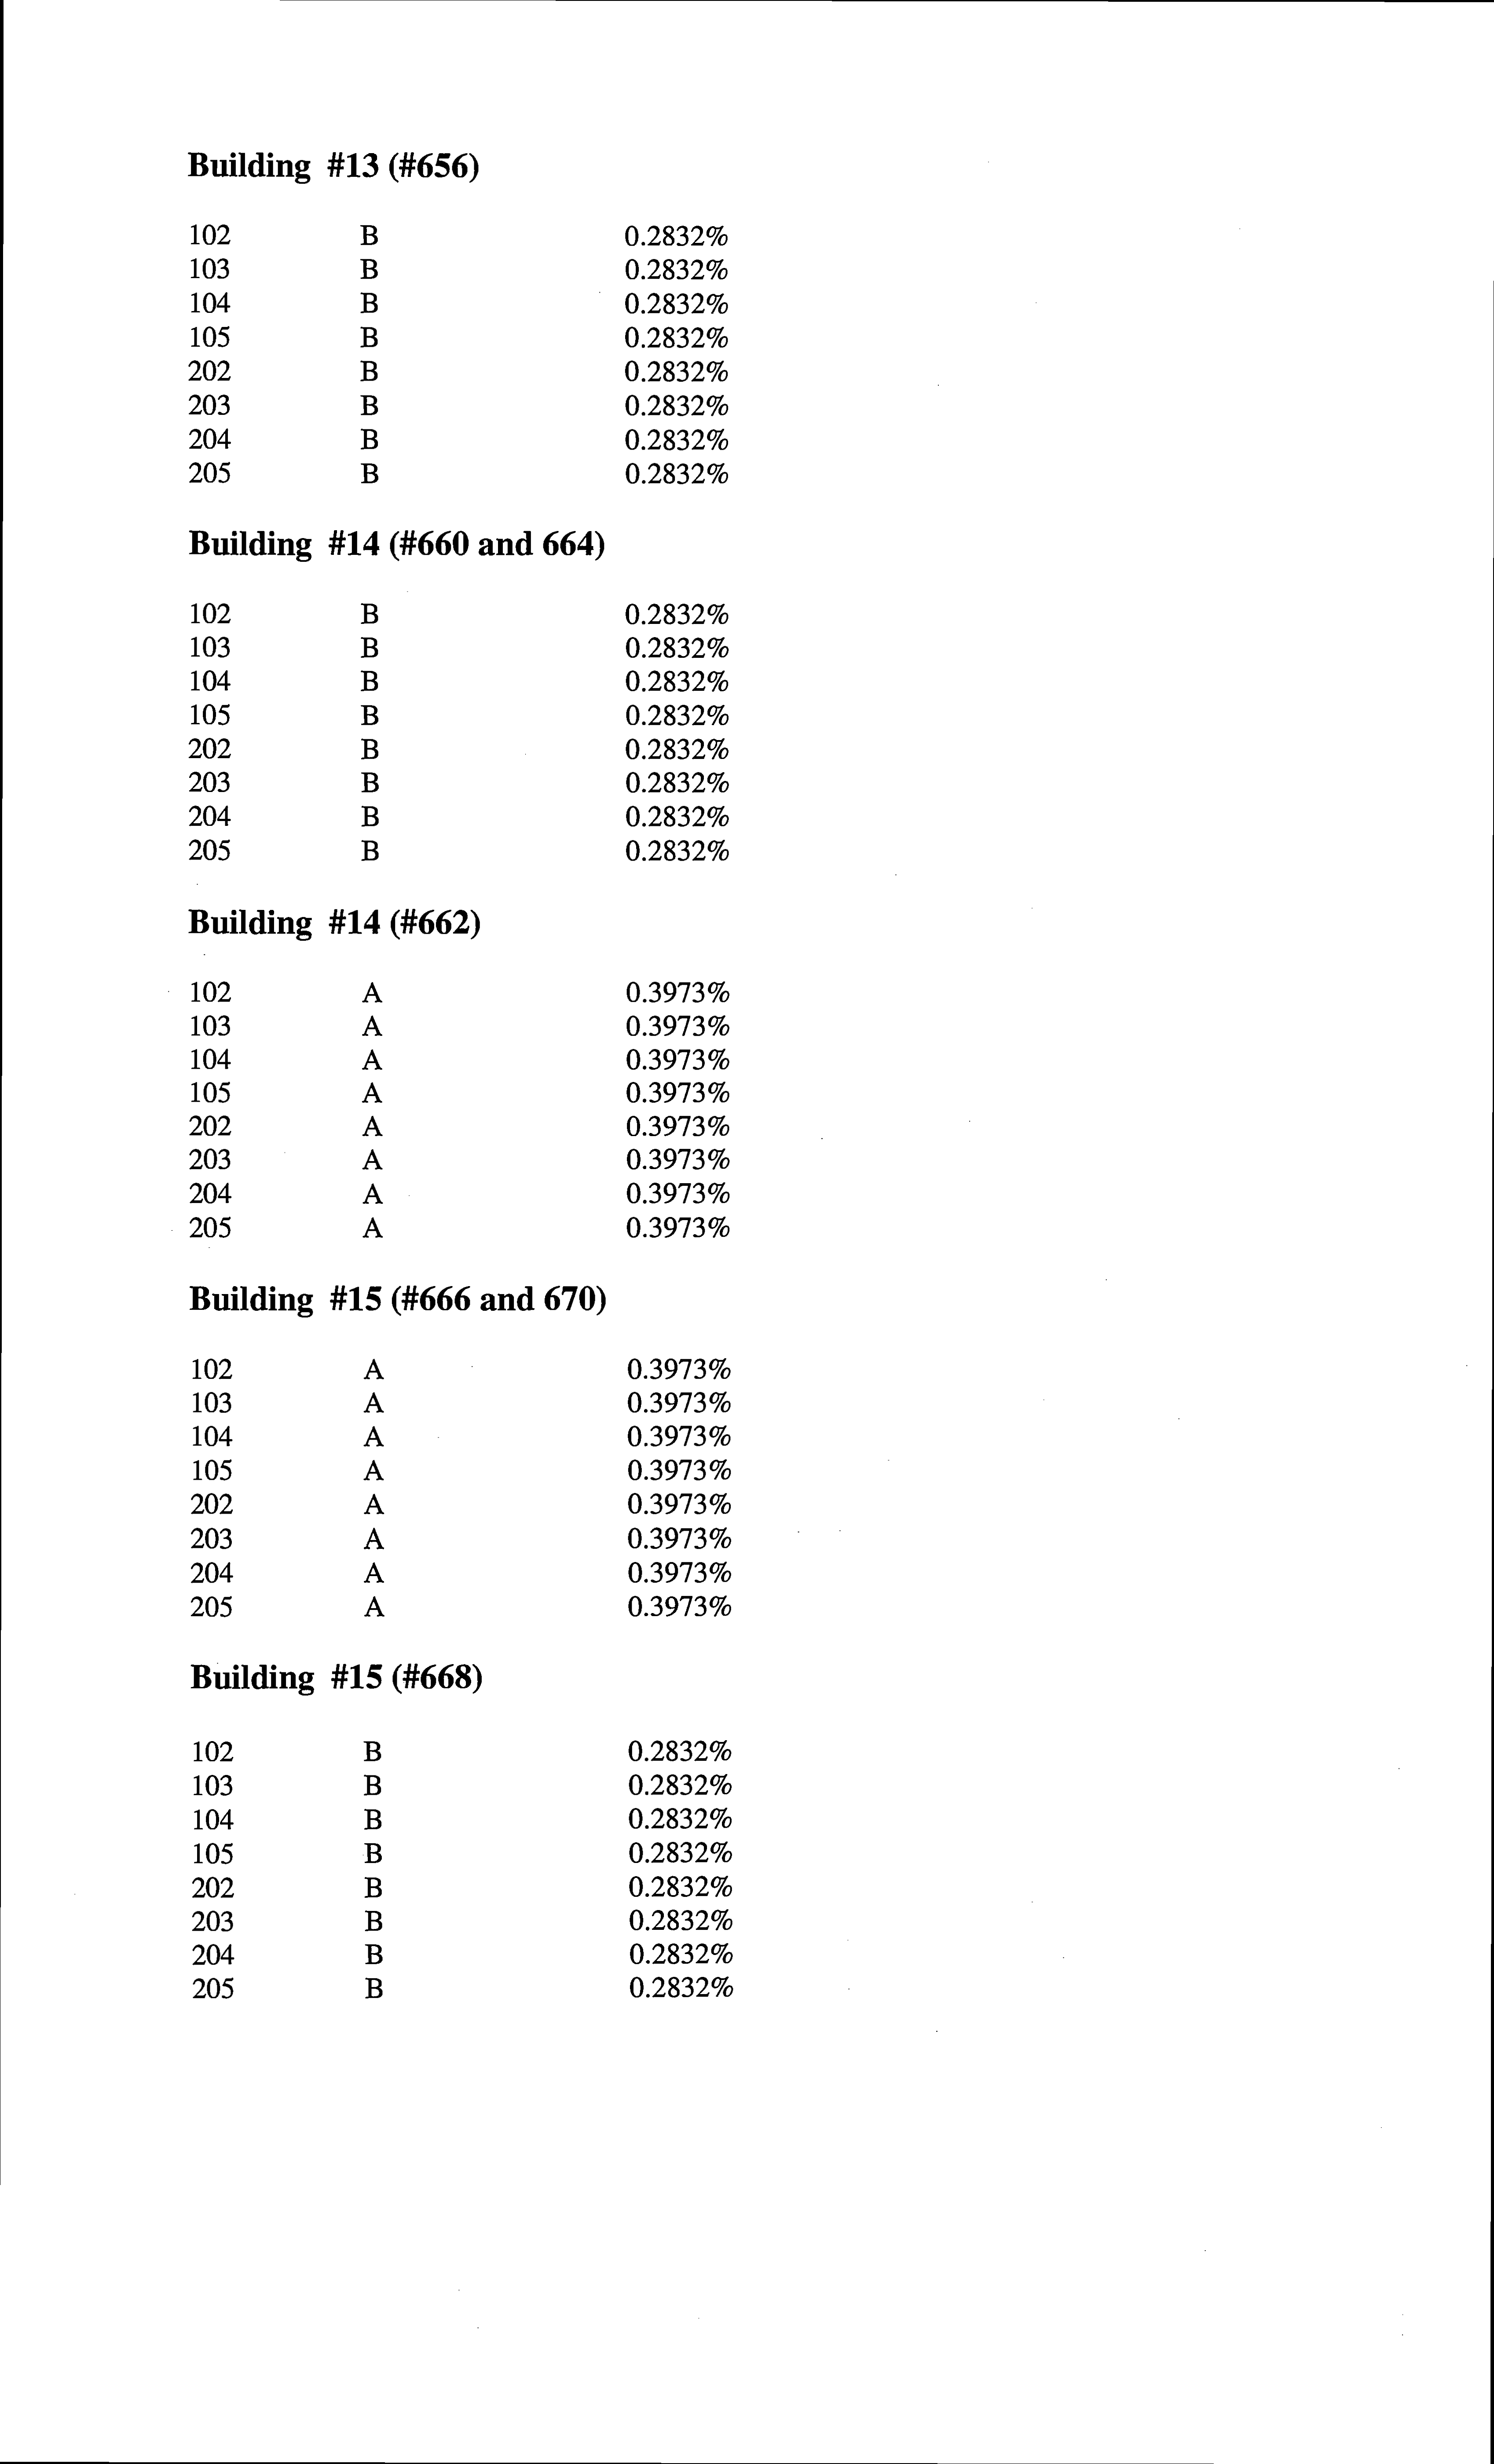 Building #13 (#656)
102 B 0.2832%
103 B 0.2832%
104 B 0.2832%
105 B 0.2832%
202 B 0.2832%
203 B 0.2832%
204 B 0.2832%
205 B 0.2832%
Building #14 (#660 and 664)
102 B 0.2832%
103 B 0.2832%
104 B 0.2832%
105 B 0.2832%
202 B 0.2832%
203 B 0.2832%
204 B 0.2832%
205 B 0.2832%
Building #14 (#662)
102 A 0.3973%
103 A 0.3973%
104 A 0.3973%
105 A 0.3973%
202 A 0.3973%
203 A 0.3973%
204 A 0.3973%
205 A 0.3973%
Building #15 (#666 and 670)
102 A 0.3973%
103 A 0.3973%
104 A 0.3973%
105 A 0.3973%
202 A 0.3973%
203 A 0.3973%
204 A 0.3973%
205 A 0.3973%
Building #15 (#668)
102 B 0.2832%
103 B 0.2832%
104 B 0.2832%
105 B 0.2832%
202 B 0.2832%
203 B 0.2832%
204 B 0.2832%
205 B 0.2832%